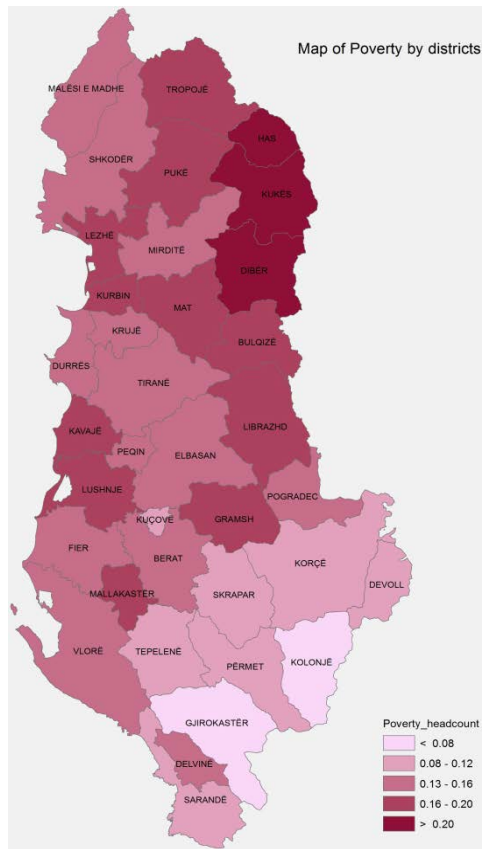 Map of Poverty by districts
MALËSI E MADHE
TROPOJË
HAS
SHKODËR
PUKË
KUKËS
LEZHË
MIRDITË
DIBËR
KURBIN
MAT
KRUJË
BULQIZË
DURRËS
TIRANË
KAVAJË
LIBRAZHD
PEQIN
ELBASAN
LUSHNJE
POGRADEC
KUÇOVË
GRAMSH
FIER
BERAT
KORÇË
DEVOLL
MALLAKASTËR
SKRAPAR
VLORË
TEPELENË
PËRMET
KOLONJË
GJIROKASTËR
DELVINË
SARANDË
Poverty_headcount
< 0.08
0.08 - 0.12
0.13 - 0.16
0.16 - 0.20
> 0.20